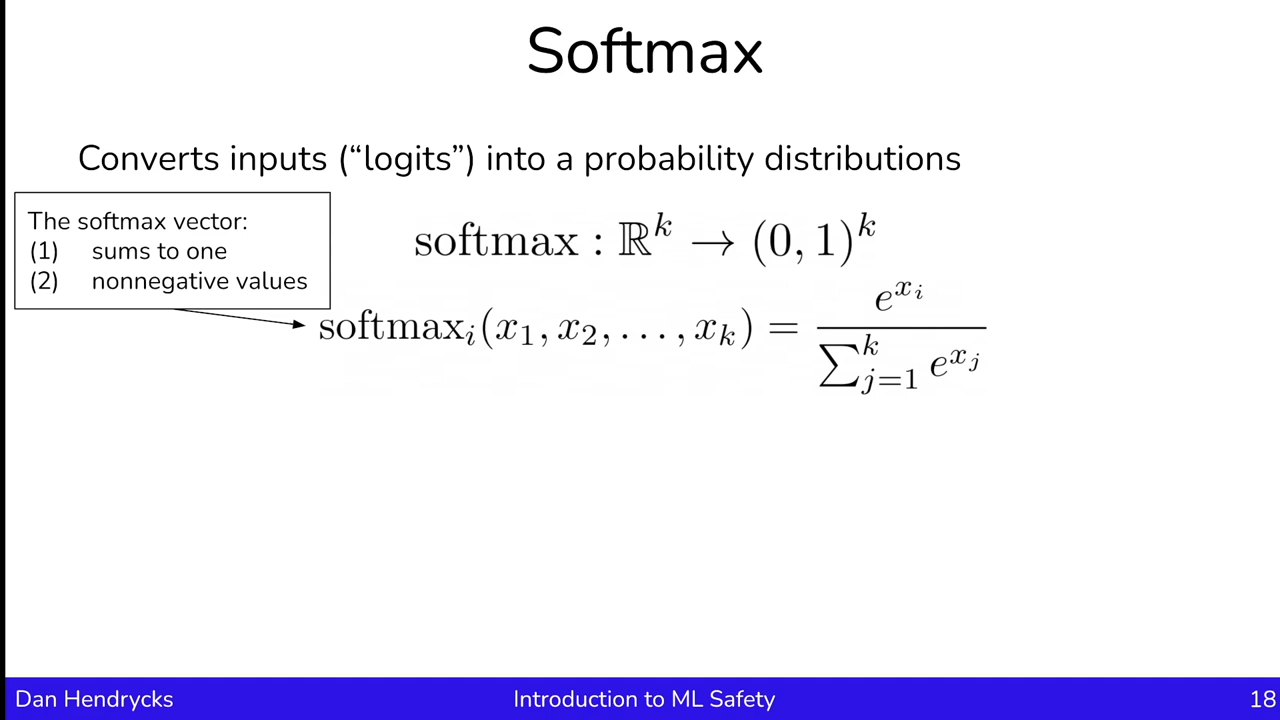 Softmax
Converts inputs (“logits”) into a probability distributions
The softmax vector:
(1) sums to one
(2) nonnegative values
softmax : ℝ^k → (0, 1)^k
softmax_i(x_1, x_2, . . . , x_k) = e^{x_i} / ∑_{j=1}^k e^{x_j}
Dan Hendrycks
Introduction to ML Safety
18